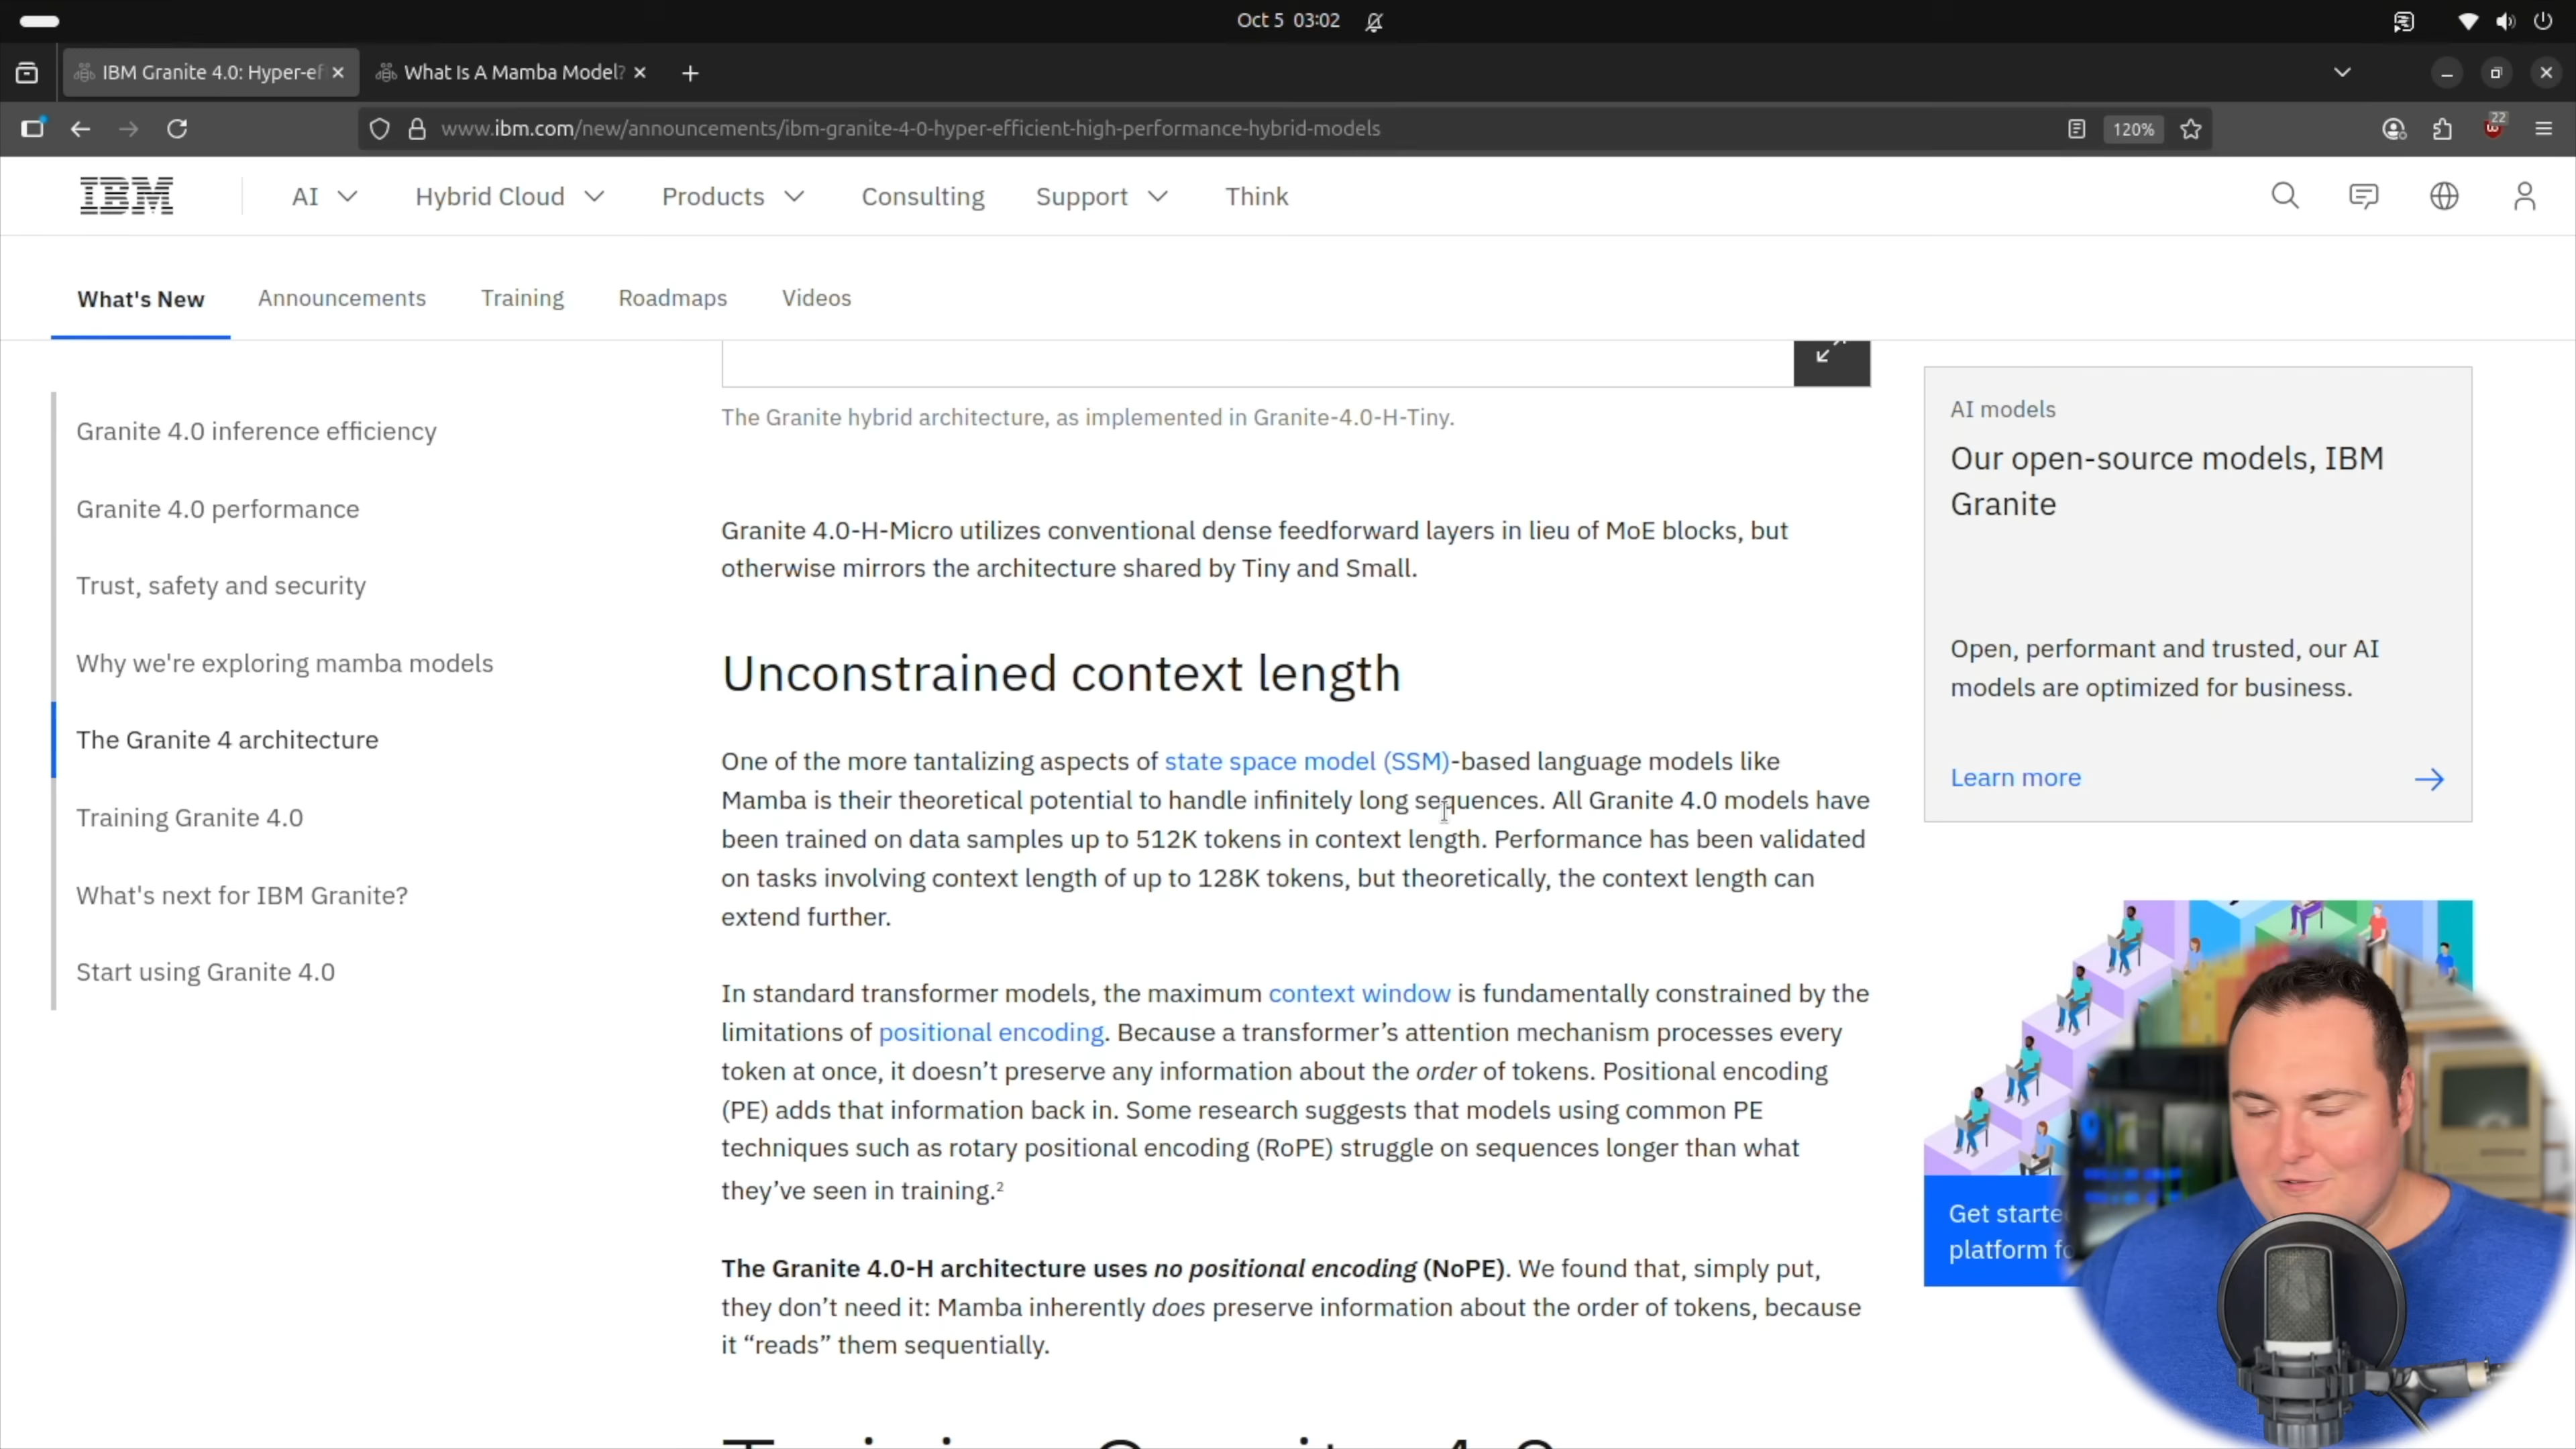 Oct 5 03:02
IBM Granite 4.0: Hyper-ef
What Is A Mamba Model?
www.ibm.com/new/announcements/ibm-granite-4-0-hyper-efficient-high-performance-hybrid-models
120%
22
IBM
AI
Hybrid Cloud
Products
Consulting
Support
Think
What's New
Announcements
Training
Roadmaps
Videos
Granite 4.0 inference efficiency
Granite 4.0 performance
Trust, safety and security
Why we're exploring mamba models
The Granite 4 architecture
Training Granite 4.0
What's next for IBM Granite?
Start using Granite 4.0
The Granite hybrid architecture, as implemented in Granite-4.0-H-Tiny.
Granite 4.0-H-Micro utilizes conventional dense feedforward layers in lieu of MoE blocks, but
otherwise mirrors the architecture shared by Tiny and Small.
Unconstrained context length
One of the more tantalizing aspects of state space model (SSM)-based language models like
Mamba is their theoretical potential to handle infinitely long sequences. All Granite 4.0 models have
been trained on data samples up to 512K tokens in context length. Performance has been validated
on tasks involving context length of up to 128K tokens, but theoretically, the context length can
extend further.
In standard transformer models, the maximum context window is fundamentally constrained by the
limitations of positional encoding. Because a transformer’s attention mechanism processes every
token at once, it doesn’t preserve any information about the order of tokens. Positional encoding
(PE) adds that information back in. Some research suggests that models using common PE
techniques such as rotary positional encoding (RoPE) struggle on sequences longer than what
they’ve seen in training.²
The Granite 4.0-H architecture uses no positional encoding (NoPE). We found that, simply put,
they don’t need it: Mamba inherently does preserve information about the order of tokens, because
it “reads” them sequentially.
AI models
Our open-source models, IBM
Granite
Open, performant and trusted, our AI
models are optimized for business.
Learn more
Get starte
platform fo